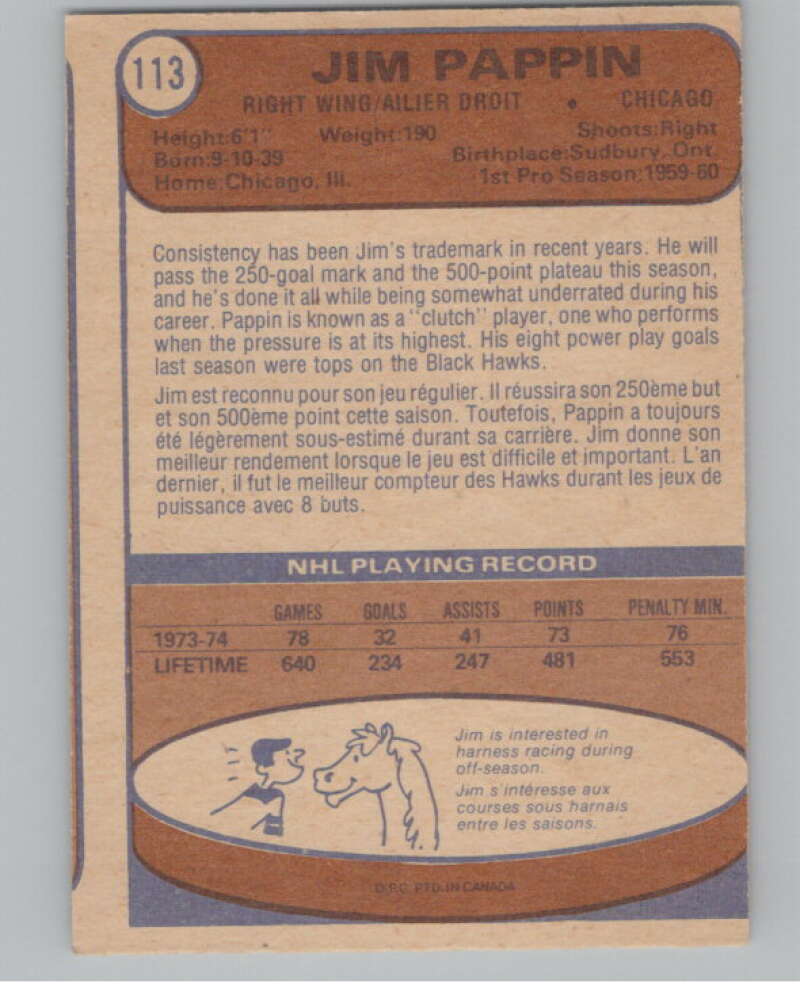 113
JIM PAPPIN
RIGHT WING/AILIER DROIT • CHICAGO
Height:6'1" Weight:190 Shoots:Right
Born:9-10-39 Birthplace:Sudbury, Ont.
Home:Chicago, Ill. 1st Pro Season:1959-60
Consistency has been Jim's trademark in recent years. He will
pass the 250-goal mark and the 500-point plateau this season,
and he's done it all while being somewhat underrated during his
career. Pappin is known as a "clutch" player, one who performs
when the pressure is at its highest. His eight power play goals
last season were tops on the Black Hawks.
Jim est reconnu pour son jeu régulier. Il réussira son 250ème but
et son 500ème point cette saison. Toutefois, Pappin a toujours
été légèrement sous-estimé durant sa carrière. Jim donne son
meilleur rendement lorsque le jeu est difficile et important. L'an
dernier, il fut le meilleur compteur des Hawks durant les jeux de
puissance avec 8 buts.
NHL PLAYING RECORD
GAMES GOALS ASSISTS POINTS PENALTY MIN.
1973-74 78 32 41 73 76
LIFETIME 640 234 247 481 553
Jim is interested in
harness racing during
off-season.
Jim s'intéresse aux
courses sous harnais
entre les saisons.
O.P.C. PTD. IN CANADA